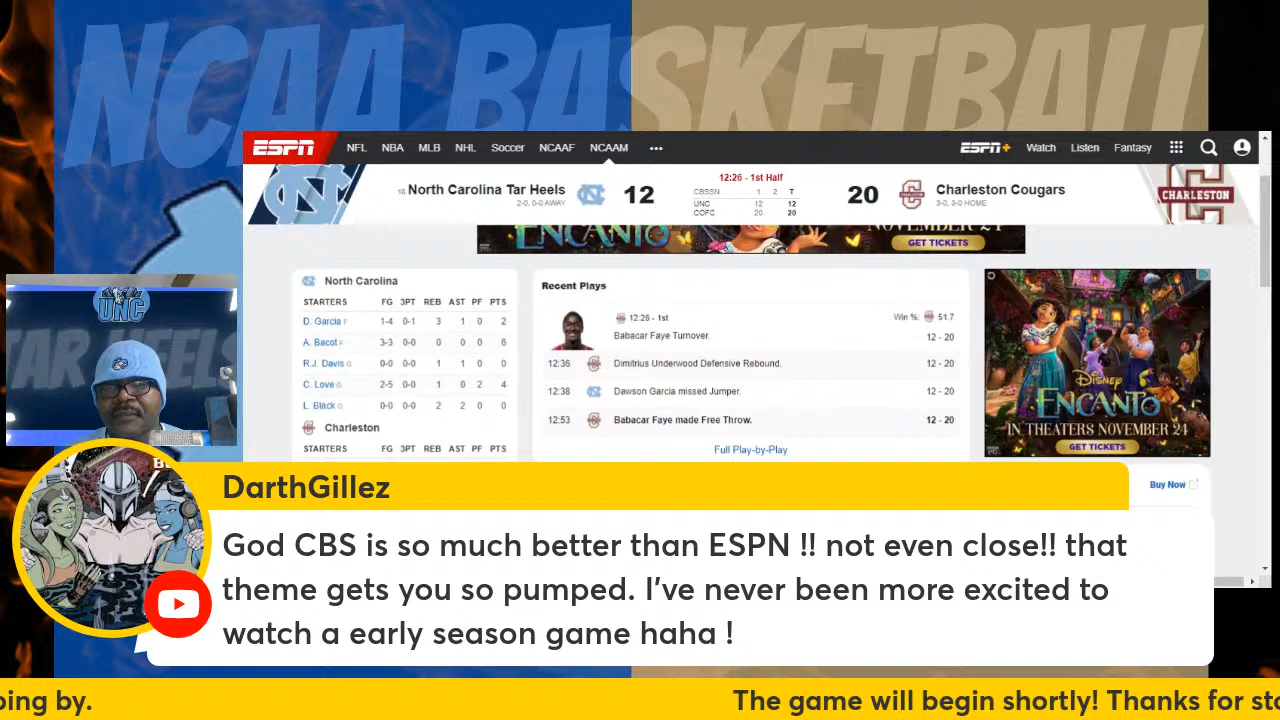 NCAA BASKETBALL
ESPN NFL NBA MLB NHL Soccer NCAAF NCAAM ••• ESPN+ Watch Listen Fantasy
12:26 - 1st Half
16 North Carolina Tar Heels 12 20 Charleston Cougars
2-0, 0-0 AWAY 3-0, 3-0 HOME
CBSSN 1 2 T
UNC 12 12
COFC 20 20
CHARLESTON
ENCANTO NOVEMBER 24
GET TICKETS
North Carolina
STARTERS FG 3PT REB AST PF PTS
D. Garcia F 1-4 0-1 3 1 0 2
A. Bacot F 3-3 0-0 0 0 0 6
R.J. Davis G 0-0 0-0 1 1 0 0
C. Love G 2-5 0-0 1 0 2 4
L. Black G 0-0 0-0 2 2 0 0
Charleston
STARTERS FG 3PT REB AST PF PTS
Recent Plays
12:26 - 1st Win %: 51.7
Babacar Faye Turnover. 12 - 20
12:36 Dimitrius Underwood Defensive Rebound. 12 - 20
12:38 Dawson Garcia missed Jumper. 12 - 20
12:53 Babacar Faye made Free Throw. 12 - 20
Full Play-by-Play
Disney
ENCANTO
IN THEATERS NOVEMBER 24
GET TICKETS
Buy Now
UNC
TAR HEELS
DarthGillez
God CBS is so much better than ESPN !! not even close!! that
theme gets you so pumped. I've never been more excited to
watch a early season game haha !
ping by. The game will begin shortly! Thanks for sto